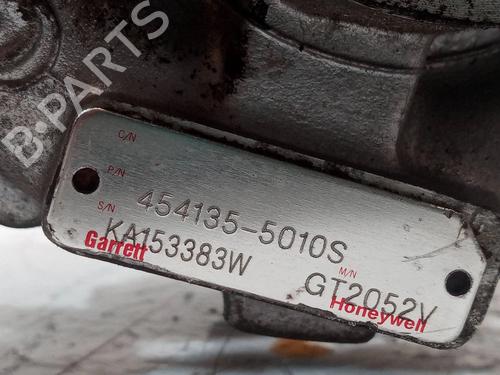 B-PARTS
C/N
P/N 454135-5010S
S/N KA153383W
Garrett
M/N GT2052V
Honeywell